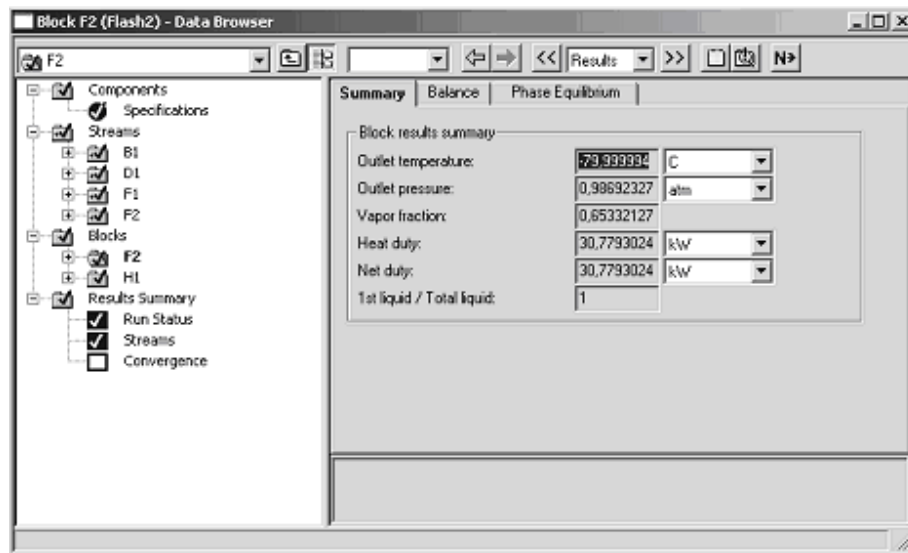 Block F2 (Flash2) - Data Browser
F2
<< Results >> N>
Components
Specifications
Streams
B1
D1
F1
F2
Blocks
F2
H1
Results Summary
Run Status
Streams
Convergence
Summary Balance Phase Equilibrium
Block results summary
Outlet temperature: -79,999994 C
Outlet pressure: 0,98692327 atm
Vapor fraction: 0,65332127
Heat duty: 30,7793024 kW
Net duty: 30,7793024 kW
1st liquid / Total liquid: 1